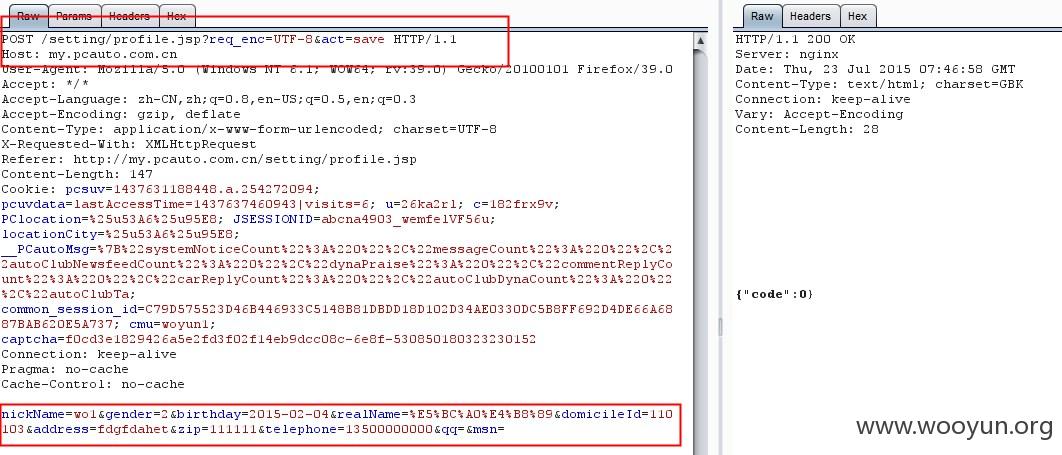 Raw Params Headers Hex
POST /setting/profile.jsp?req_enc=UTF-8&act=save HTTP/1.1
Host: my.pcauto.com.cn
User-Agent: Mozilla/5.0 (Windows NT 6.1; WOW64; rv:39.0) Gecko/20100101 Firefox/39.0
Accept: */*
Accept-Language: zh-CN,zh;q=0.8,en-US;q=0.5,en;q=0.3
Accept-Encoding: gzip, deflate
Content-Type: application/x-www-form-urlencoded; charset=UTF-8
X-Requested-With: XMLHttpRequest
Referer: http://my.pcauto.com.cn/setting/profile.jsp
Content-Length: 147
Cookie: pcsuv=1437631188448.a.254272094;
pcuvdata=lastAccessTime=1437637460943|visits=6; u=26ka2rl; c=182frx9v;
PClocation=%25u53A6%25u95E8; JSESSIONID=abcna4903_wemfelVF56u;
locationCity=%25u53A6%25u95E8;
__PCautoMsg=%7B%22systemNoticeCount%22%3A%220%22%2C%22messageCount%22%3A%220%22%2C%2
2autoClubNewsfeedCount%22%3A%220%22%2C%22dynaPraise%22%3A%220%22%2C%22commentReplyCo
unt%22%3A%220%22%2C%22carReplyCount%22%3A%220%22%2C%22autoClubDynaCount%22%3A%220%22
%2C%22autoClubTa;
common_session_id=C79D575523D46B446933C5148B81DBDD18D102D34AE0330DC5B8FF692D4DE66A68
87BAB620E5A737; cmu=woyun1;
captcha=f0cd3e1829426a5e2fd3f02f14eb9dcc08c-6e8f-530850180323230152
Connection: keep-alive
Pragma: no-cache
Cache-Control: no-cache
nickName=wo1&gender=2&birthday=2015-02-04&realName=%E5%BC%A0%E4%B8%89&domicileId=110
103&address=fdgfdahet&zip=111111&telephone=13500000000&qq=&msn=
Raw Headers Hex
HTTP/1.1 200 OK
Server: nginx
Date: Thu, 23 Jul 2015 07:46:58 GMT
Content-Type: text/html; charset=GBK
Connection: keep-alive
Vary: Accept-Encoding
Content-Length: 28
{"code":0}
www.wooyun.org